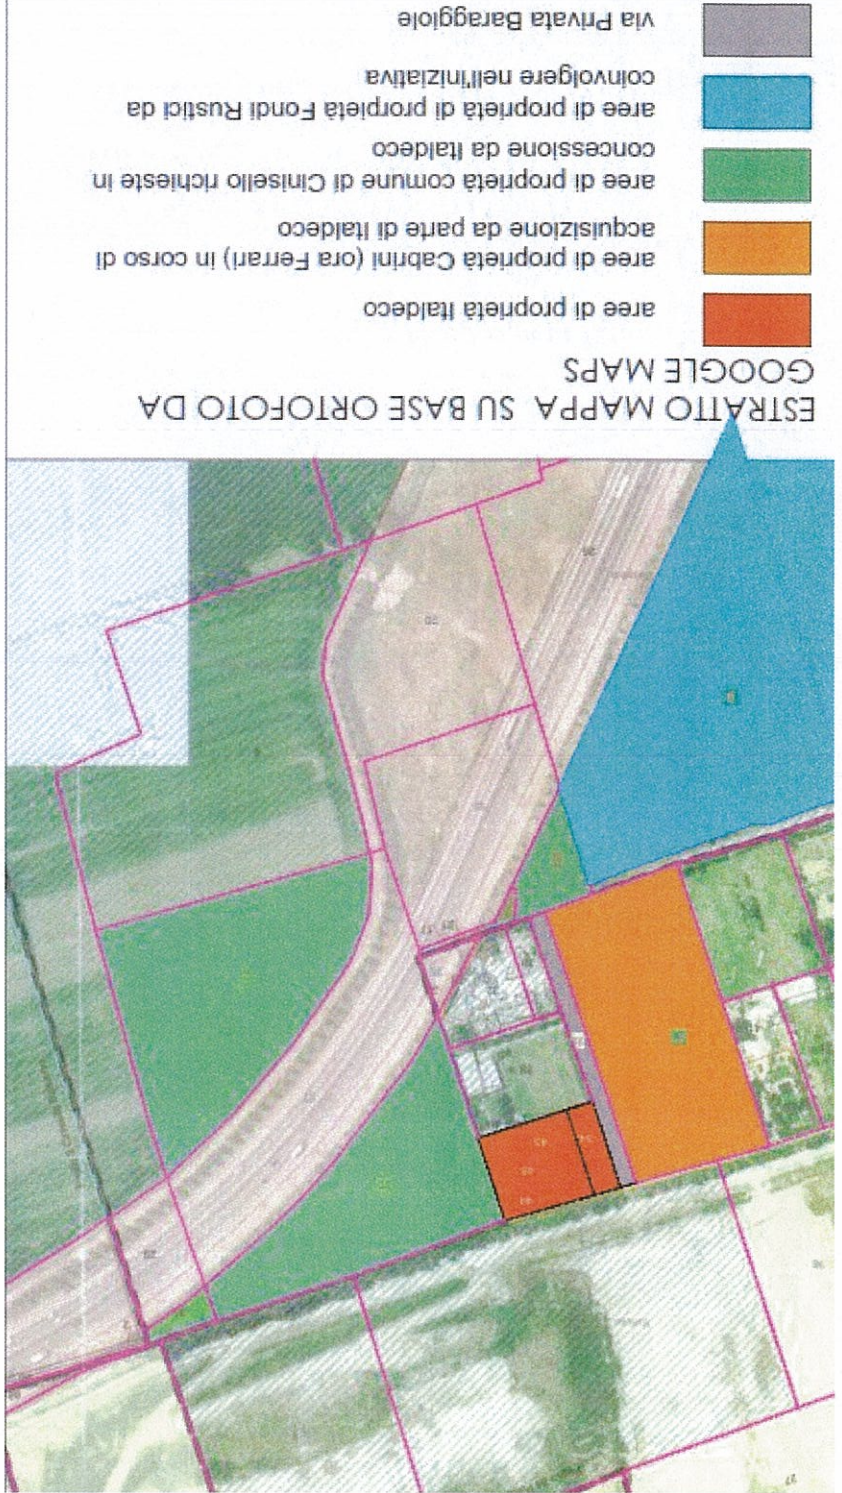 ESTRATTO MAPPA SU BASE ORTOFOTO DA
GOOGLE MAPS
aree di proprietà Italdeco
aree di proprietà Cabrini (ora Ferrari) in corso di
acquisizione da parte di Italdeco
aree di proprietà comune di Cinisello richieste in
concessione da Italdeco
aree di proprietà di prorpietà Fondi Rustici da
coinvolgere nell'iniziativa
via Privata Baraggiole